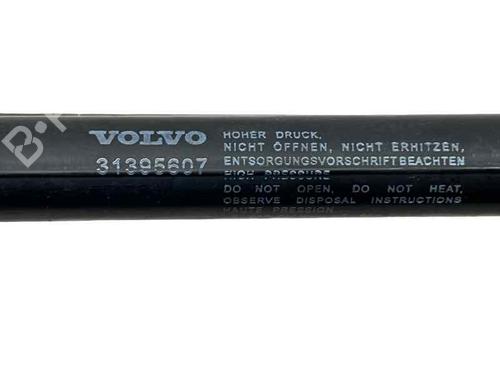 VOLVO
31395607
HOHER DRUCK,
NICHT ÖFFNEN, NICHT ERHITZEN,
ENTSORGUNGSVORSCHRIFT BEACHTEN
HIGH PRESSURE
DO NOT OPEN, DO NOT HEAT,
OBSERVE DISPOSAL INSTRUCTIONS
HAUTE PRESSION